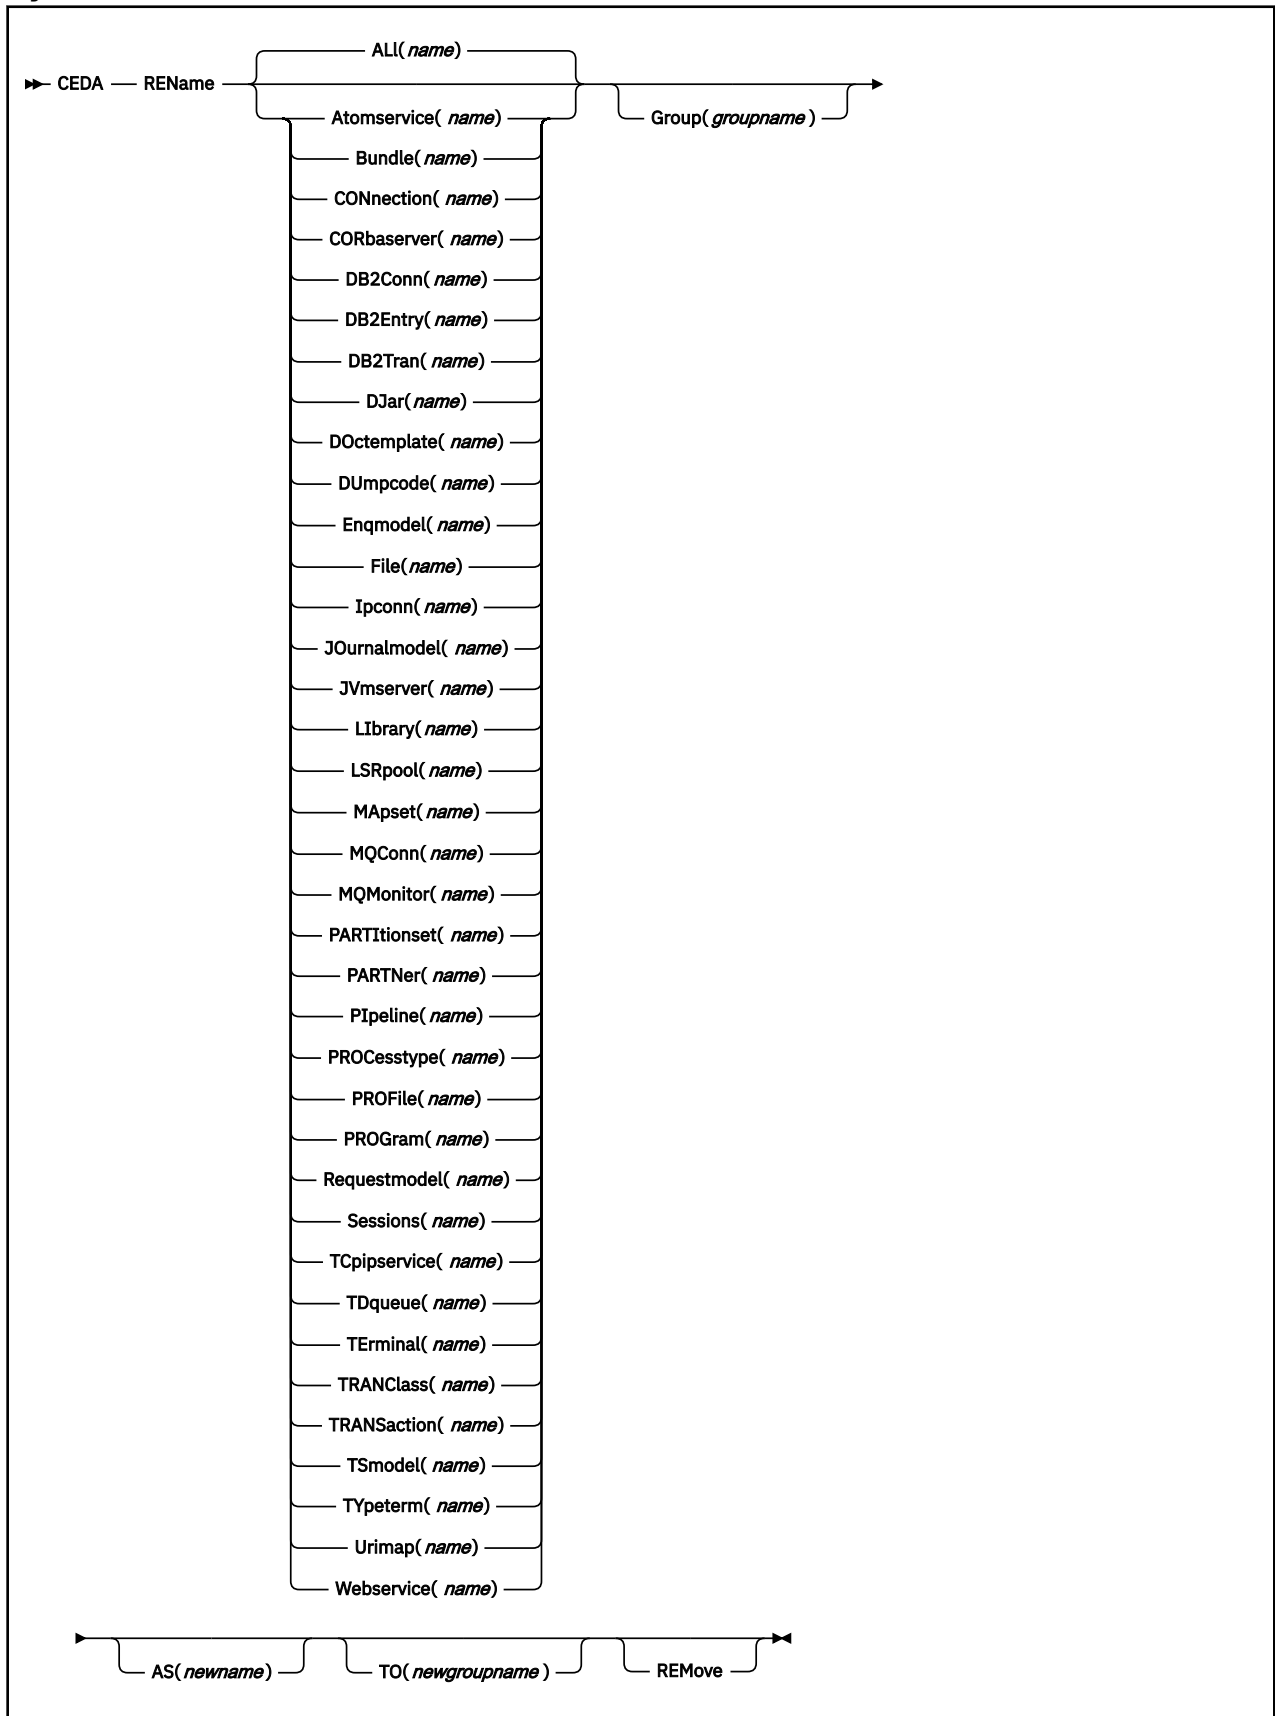 ALl(name)
CEDA REName
Atomservice( name) Group(groupname )
Bundle(name)
CONnection( name)
CORbaserver( name)
DB2Conn( name)
DB2Entry( name)
DB2Tran( name)
DJar(name)
DOctemplate( name)
DUmpcode( name)
Enqmodel( name)
File(name)
Ipconn( name)
JOurnalmodel( name)
JVmserver( name)
LIbrary( name)
LSRpool( name)
MApset( name)
MQConn( name)
MQMonitor( name)
PARTItionset( name)
PARTNer( name)
PIpeline( name)
PROCesstype( name)
PROFile( name)
PROGram( name)
Requestmodel( name)
Sessions( name)
TCpipservice( name)
TDqueue( name)
TErminal( name)
TRANClass( name)
TRANSaction( name)
TSmodel( name)
TYpeterm( name)
Urimap( name)
Webservice( name)
AS( newname ) TO( newgroupname ) REMove